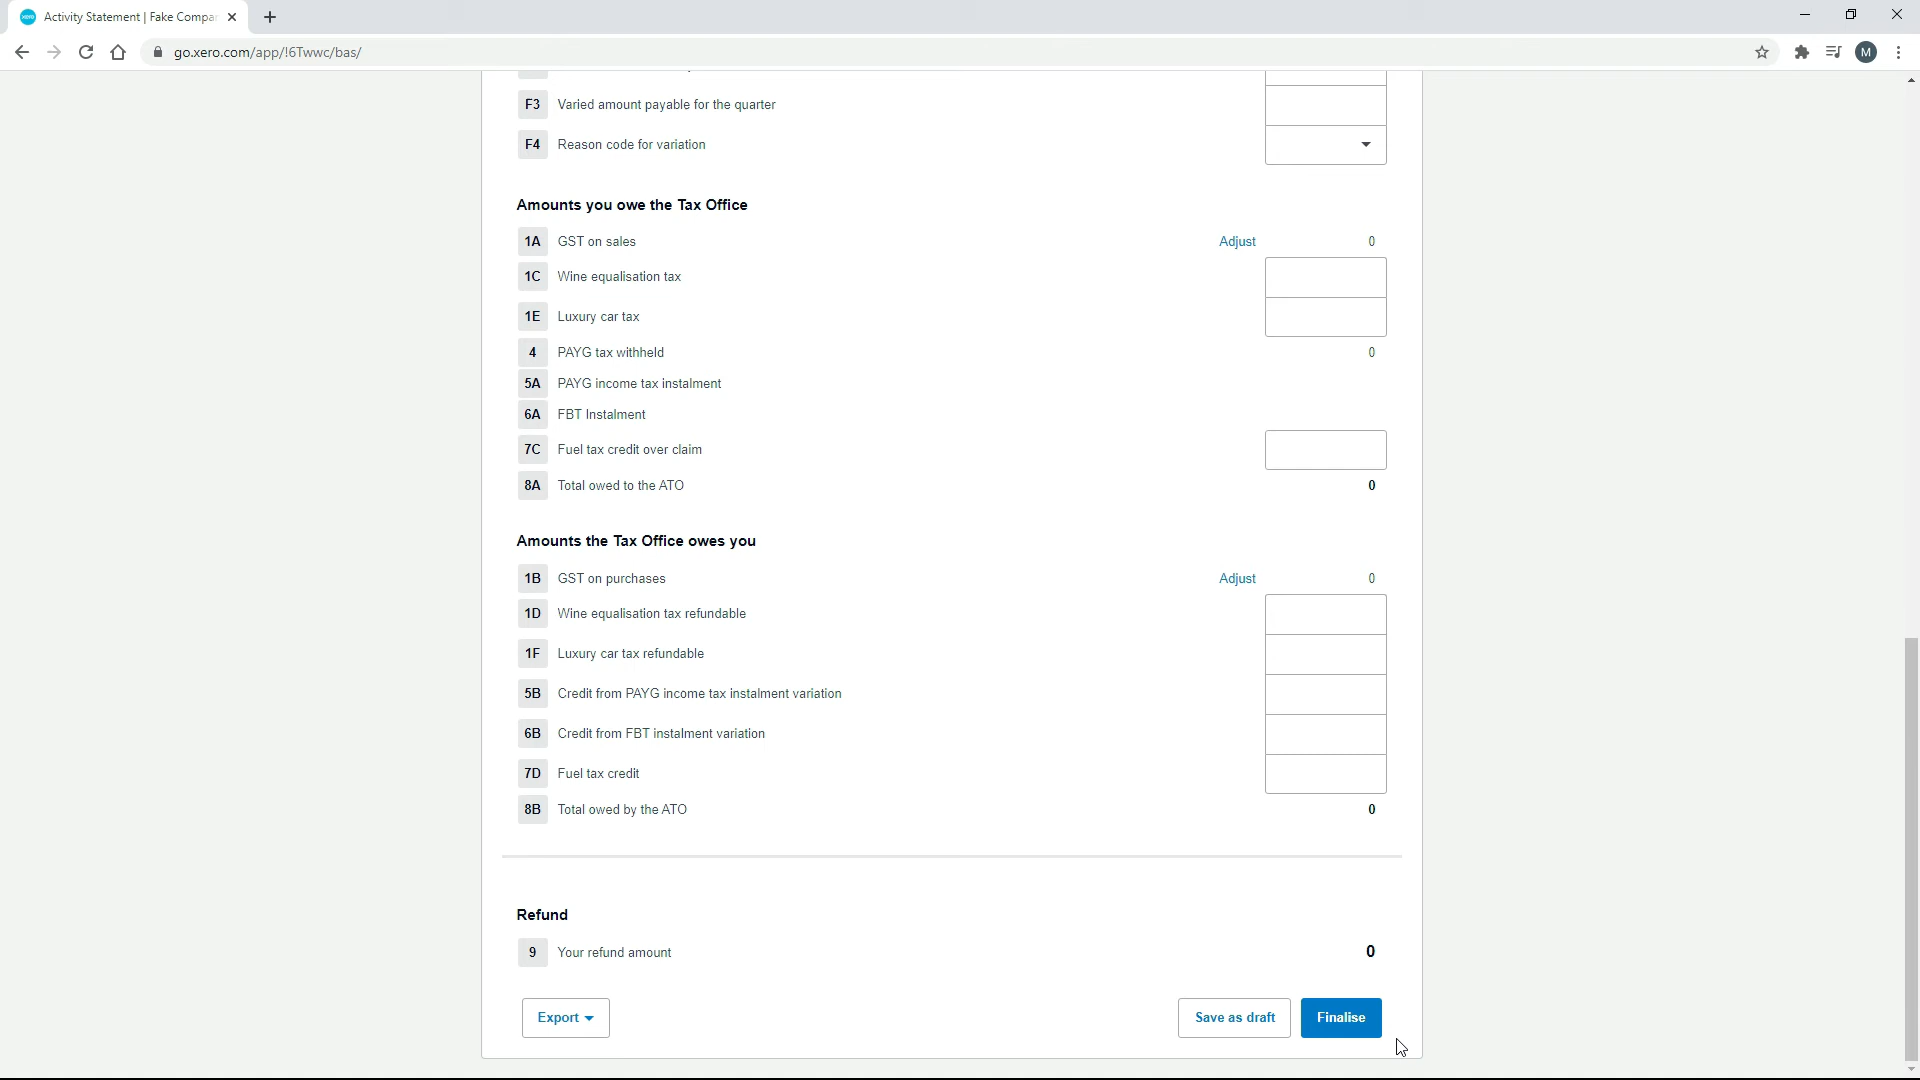 Activity Statement | Fake Compa
go.xero.com/app/!6Twwc/bas/
M
F3 Varied amount payable for the quarter
F4 Reason code for variation
Amounts you owe the Tax Office
1A GST on sales Adjust 0
1C Wine equalisation tax
1E Luxury car tax
4 PAYG tax withheld 0
5A PAYG income tax instalment
6A FBT Instalment
7C Fuel tax credit over claim
8A Total owed to the ATO 0
Amounts the Tax Office owes you
1B GST on purchases Adjust 0
1D Wine equalisation tax refundable
1F Luxury car tax refundable
5B Credit from PAYG income tax instalment variation
6B Credit from FBT instalment variation
7D Fuel tax credit
8B Total owed by the ATO 0
Refund
9 Your refund amount 0
Export Save as draft Finalise